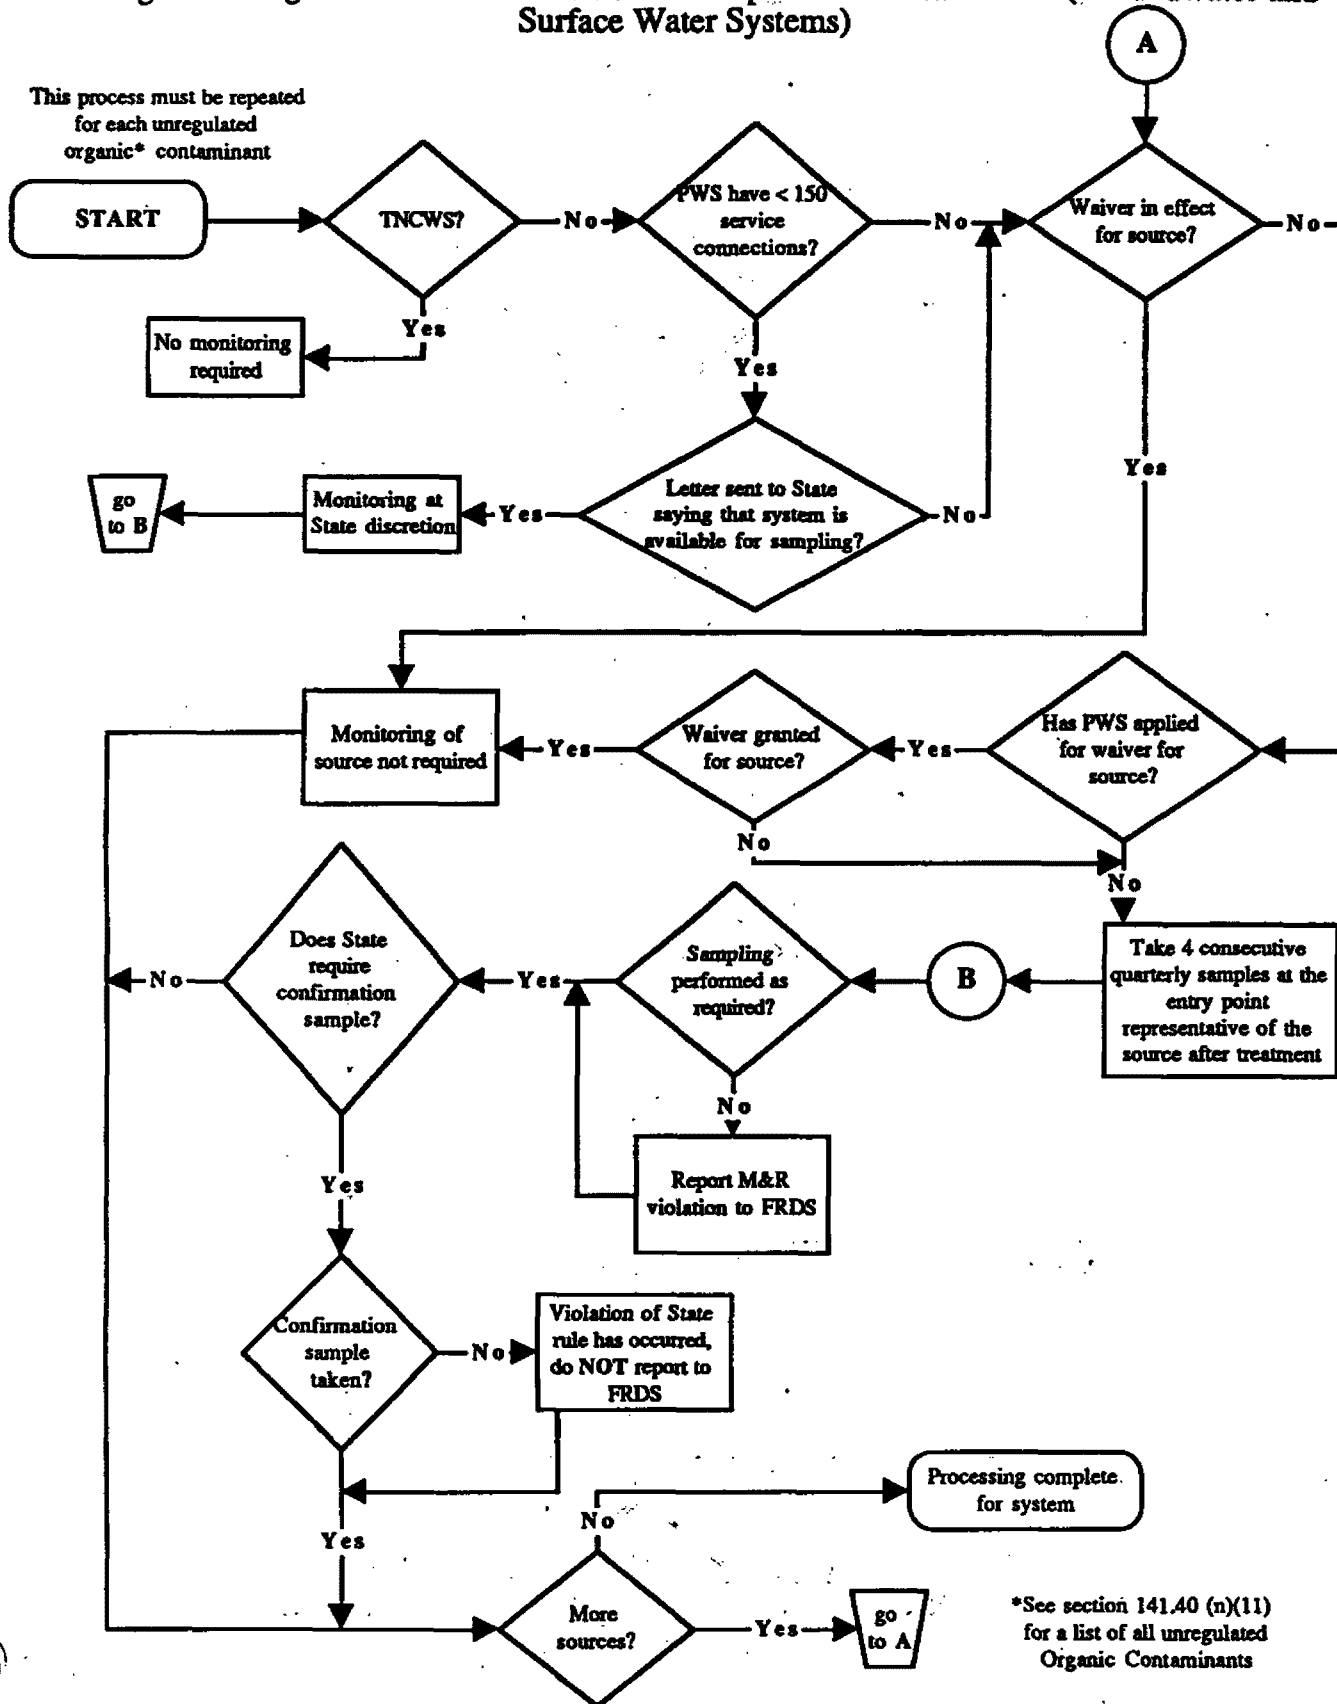 Surface Water Systems)
A
This process must be repeated
for each unregulated
organic* contaminant
START
TNCWS?
No
PWS have < 150
service
connections?
No
Waiver in effect
for source?
No
Yes
No monitoring
required
Yes
Yes
go
to B
Monitoring at
State discretion
Yes
Letter sent to State
saying that system is
available for sampling?
No
Monitoring of
source not required
Yes
Waiver granted
for source?
Yes
Has PWS applied
for waiver for
source?
No
No
Does State
require
confirmation
sample?
No
Yes
Sampling
performed as
required?
B
Take 4 consecutive
quarterly samples at the
entry point
representative of the
source after treatment
No
Report M&R
violation to FRDS
Yes
Confirmation
sample
taken?
No
Violation of State
rule has occurred,
do NOT report to
FRDS
Yes
No
Processing complete
for system
More
sources?
Yes
go
to A
*See section 141.40 (n)(11)
for a list of all unregulated
Organic Contaminants